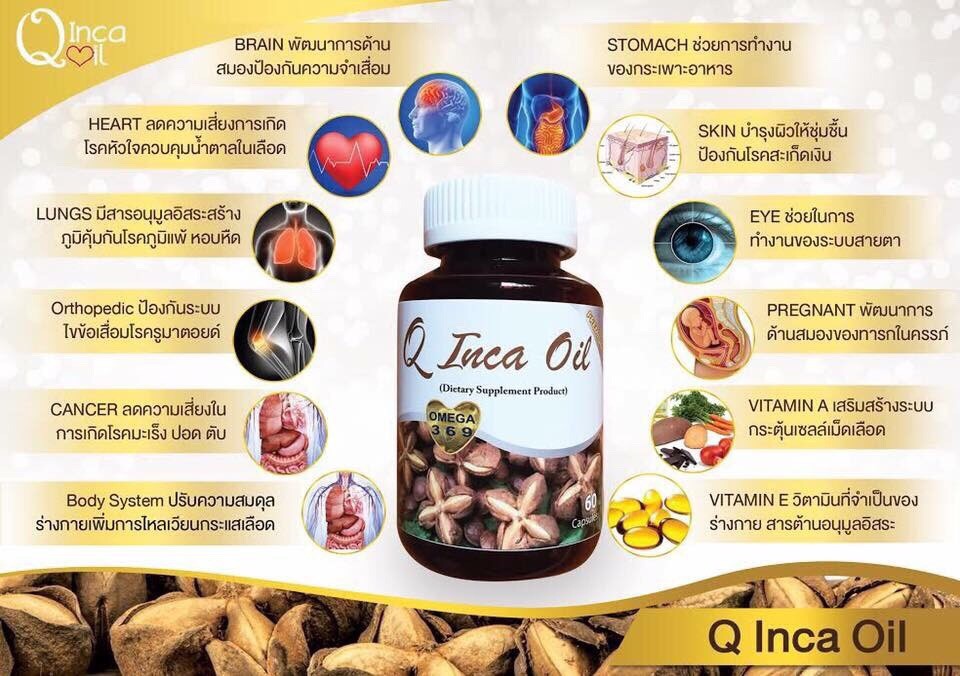 Q Inca Oil
BRAIN พัฒนาการด้าน
สมองป้องกันความจำเสื่อม
HEART ลดความเสี่ยงการเกิด
โรคหัวใจควบคุมน้ำตาลในเลือด
LUNGS มีสารอนุมูลอิสระสร้าง
ภูมิคุ้มกันโรคภูมิแพ้ หอบหืด
Orthopedic ป้องกันระบบ
ไขข้อเสื่อมโรครูมาตอยด์
CANCER ลดความเสี่ยงใน
การเกิดโรคมะเร็ง ปอด ตับ
Body System ปรับความสมดุล
ร่างกายเพิ่มการไหลเวียนกระแสเลือด
STOMACH ช่วยการทำงาน
ของกระเพาะอาหาร
SKIN บำรุงผิวให้ชุ่มชื้น
ป้องกันโรคสะเก็ดเงิน
EYE ช่วยในการ
ทำงานของระบบสายตา
PREGNANT พัฒนาการ
ด้านสมองของทารกในครรภ์
VITAMIN A เสริมสร้างระบบ
กระตุ้นเซลล์เม็ดเลือด
VITAMIN E วิตามินที่จำเป็นของ
ร่างกาย สารต้านอนุมูลอิสระ
Q Inca Oil
(Dietary Supplement Product)
OMEGA
3 6 9
60
Capsules
Q Inca Oil